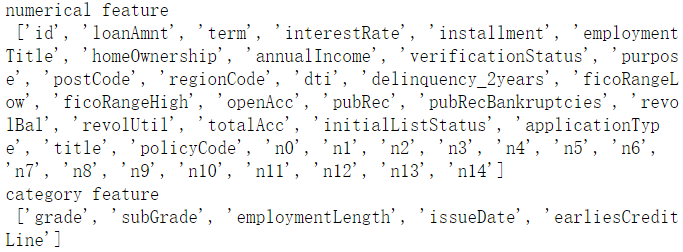 numerical feature
['id', 'loanAmnt', 'term', 'interestRate', 'installment', 'employment
Title', 'homeOwnership', 'annualIncome', 'verificationStatus', 'purpos
e', 'postCode', 'regionCode', 'dti', 'delinquency_2years', 'ficoRangeL
ow', 'ficoRangeHigh', 'openAcc', 'pubRec', 'pubRecBankruptcies', 'revo
lBal', 'revolUtil', 'totalAcc', 'initialListStatus', 'applicationTyp
e', 'title', 'policyCode', 'n0', 'n1', 'n2', 'n3', 'n4', 'n5', 'n6',
'n7', 'n8', 'n9', 'n10', 'n11', 'n12', 'n13', 'n14']
category feature
['grade', 'subGrade', 'employmentLength', 'issueDate', 'earliesCredit
Line']